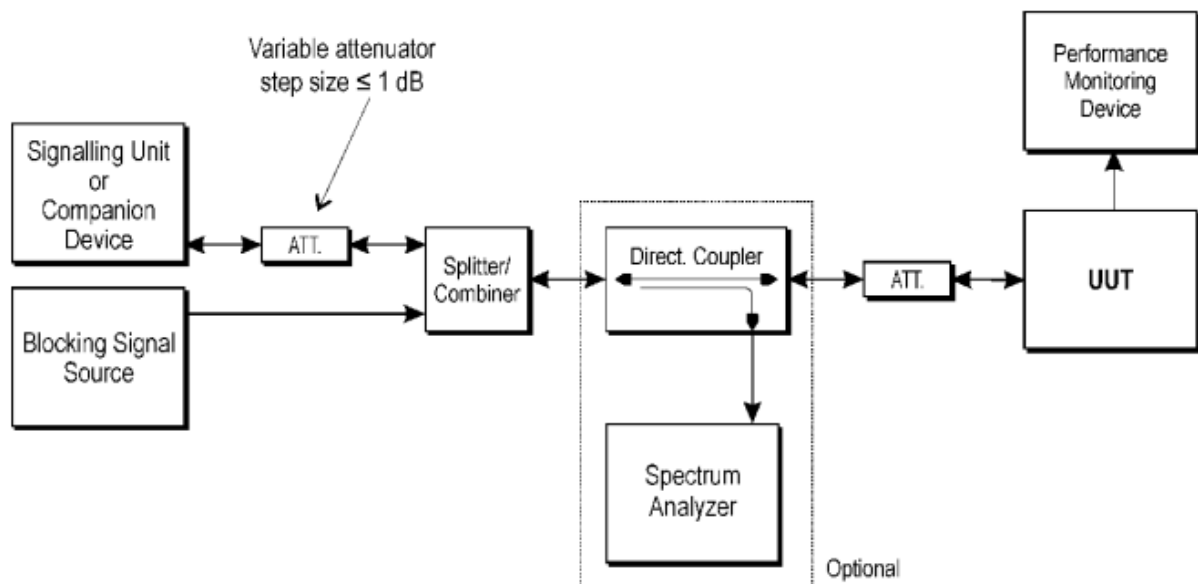 Variable attenuator
step size ≤ 1 dB
Performance
Monitoring
Device
Signalling Unit
or
Companion
Device
ATT.
Splitter/
Combiner
Direct. Coupler
ATT.
UUT
Blocking Signal
Source
Spectrum
Analyzer
Optional